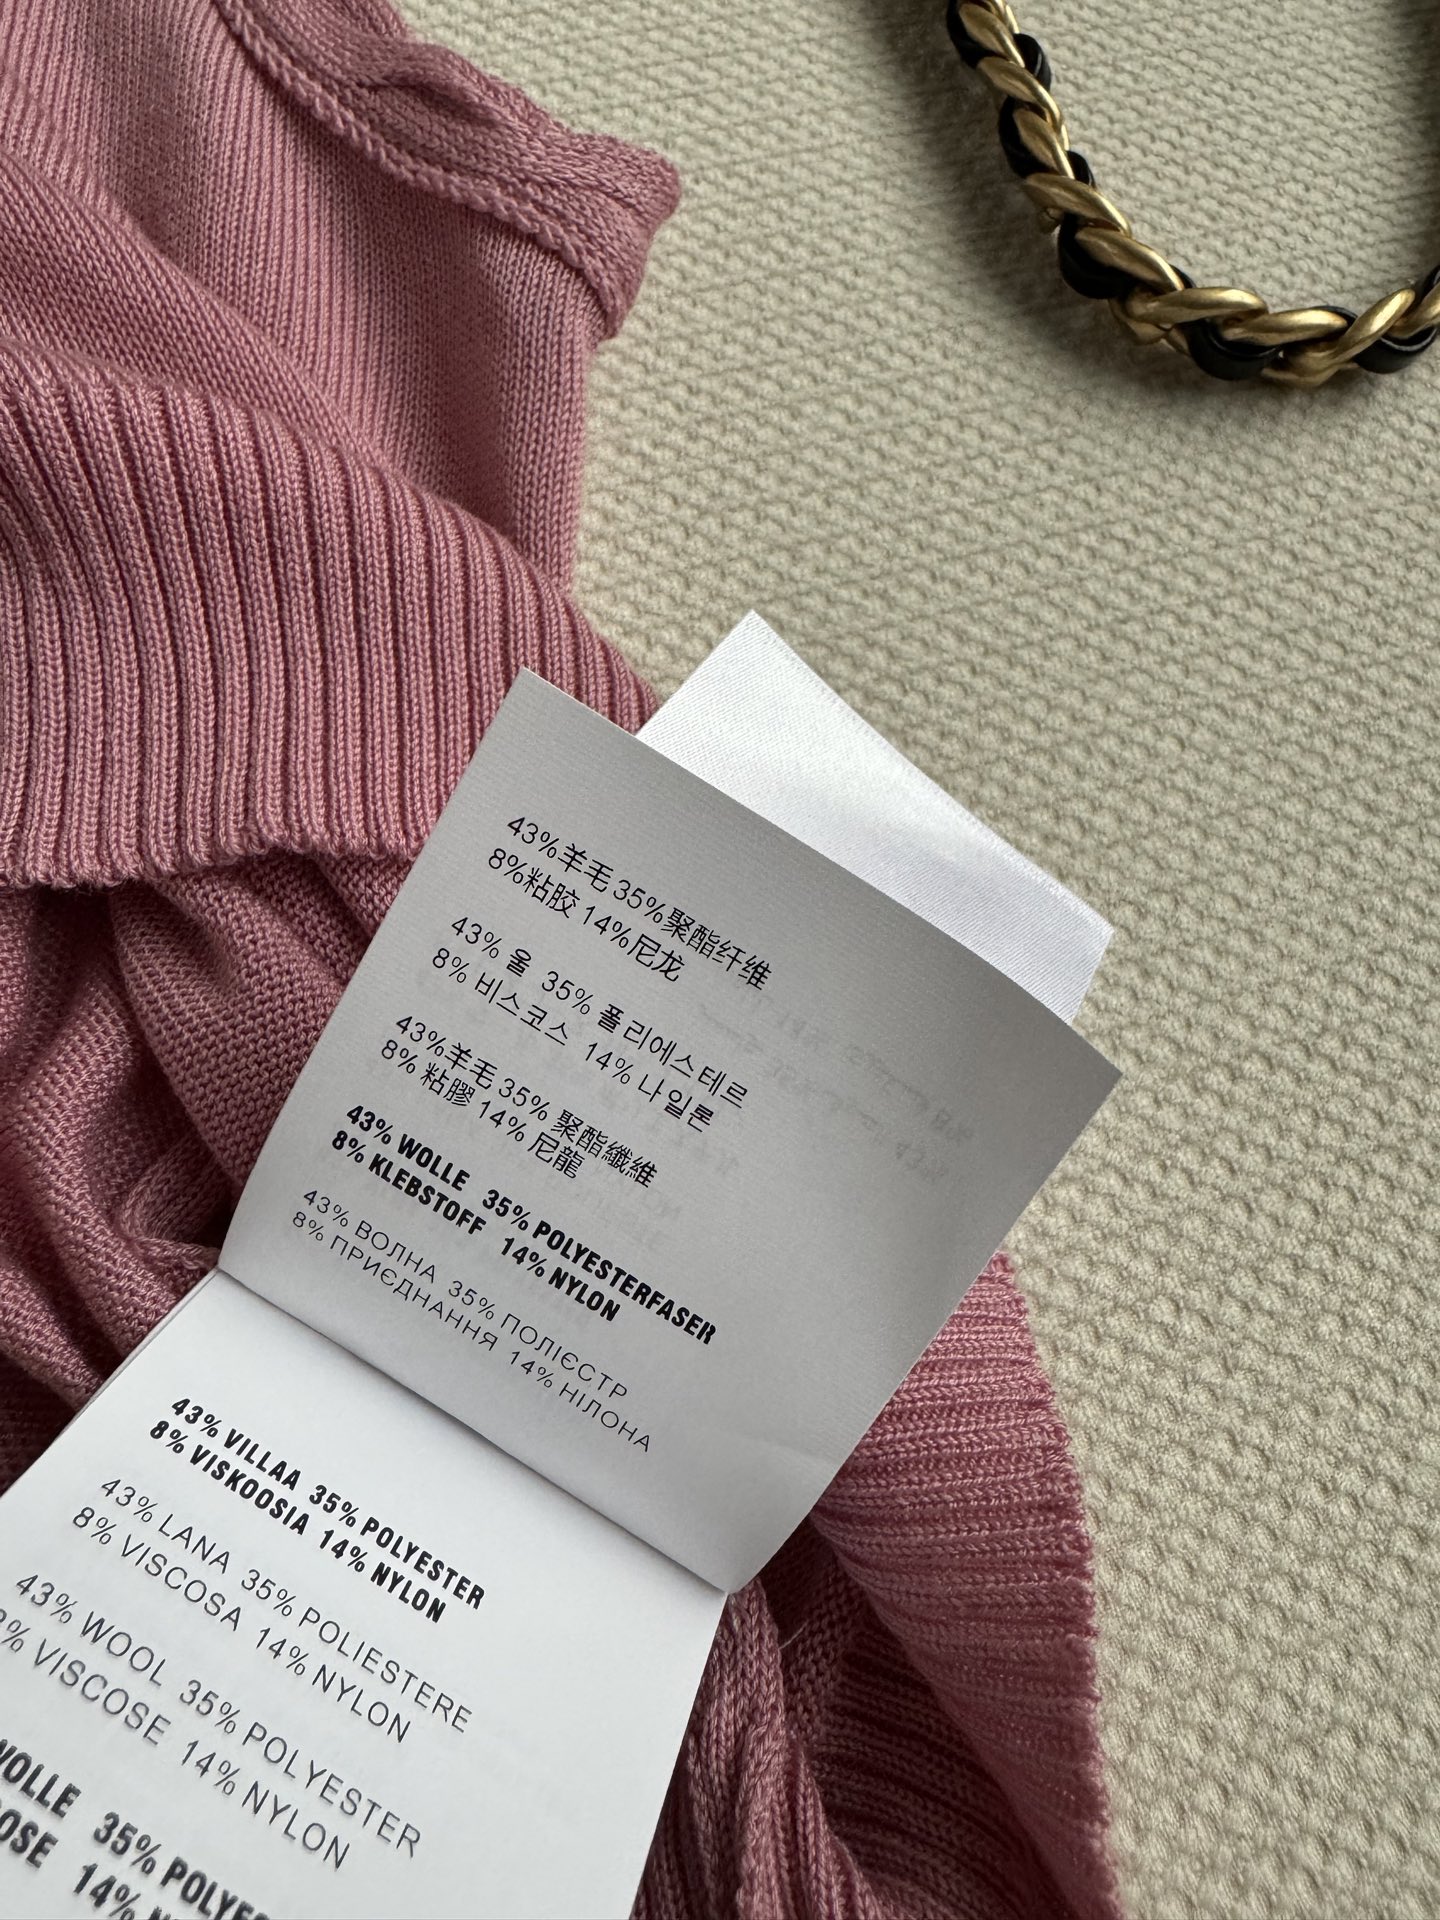 43%羊毛 35%聚酯纤维
8%粘胶 14%尼龙
43% 울 35% 폴리에스테르
8% 비스코스 14% 나일론
43%羊毛 35% 聚酯纖維
8% 粘膠 14% 尼龍
43% WOLLE 35% POLYESTERFASER
8% KLEBSTOFF 14% NYLON
43% ВОЛНА 35% ПОЛІЄСТР
8% ПРИЄДНАННЯ 14% НІЛОНА
43% VILLAA 35% POLYESTER
8% VISKOOSIA 14% NYLON
43% LANA 35% POLIESTERE
8% VISCOSA 14% NYLON
43% WOOL 35% POLYESTER
% VISCOSE 14% NYLON
WOLLE 35%
14%